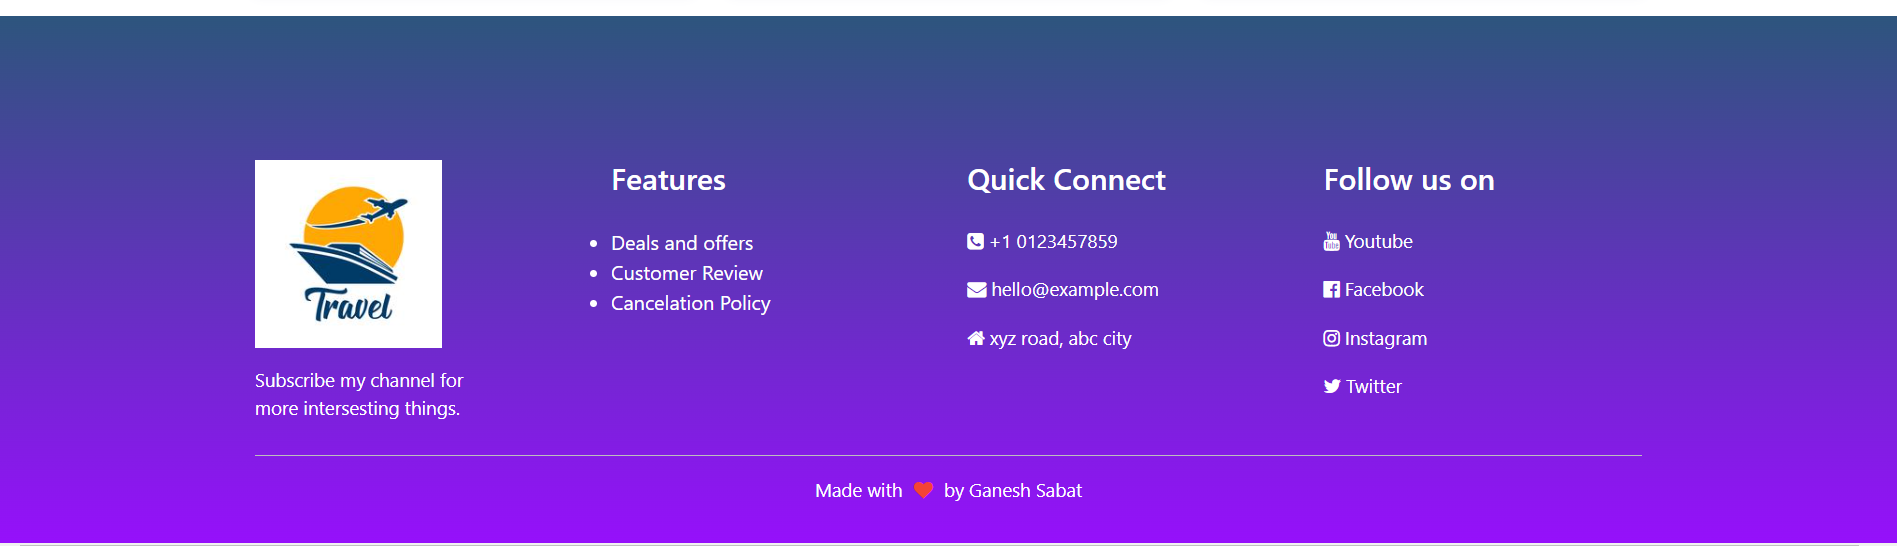 Travel
Subscribe my channel for
more intersesting things.
Features
Deals and offers
Customer Review
Cancelation Policy
Quick Connect
+1 0123457859
hello@example.com
xyz road, abc city
Follow us on
You
Tube
Youtube
Facebook
Instagram
Twitter
Made with ❤ by Ganesh Sabat